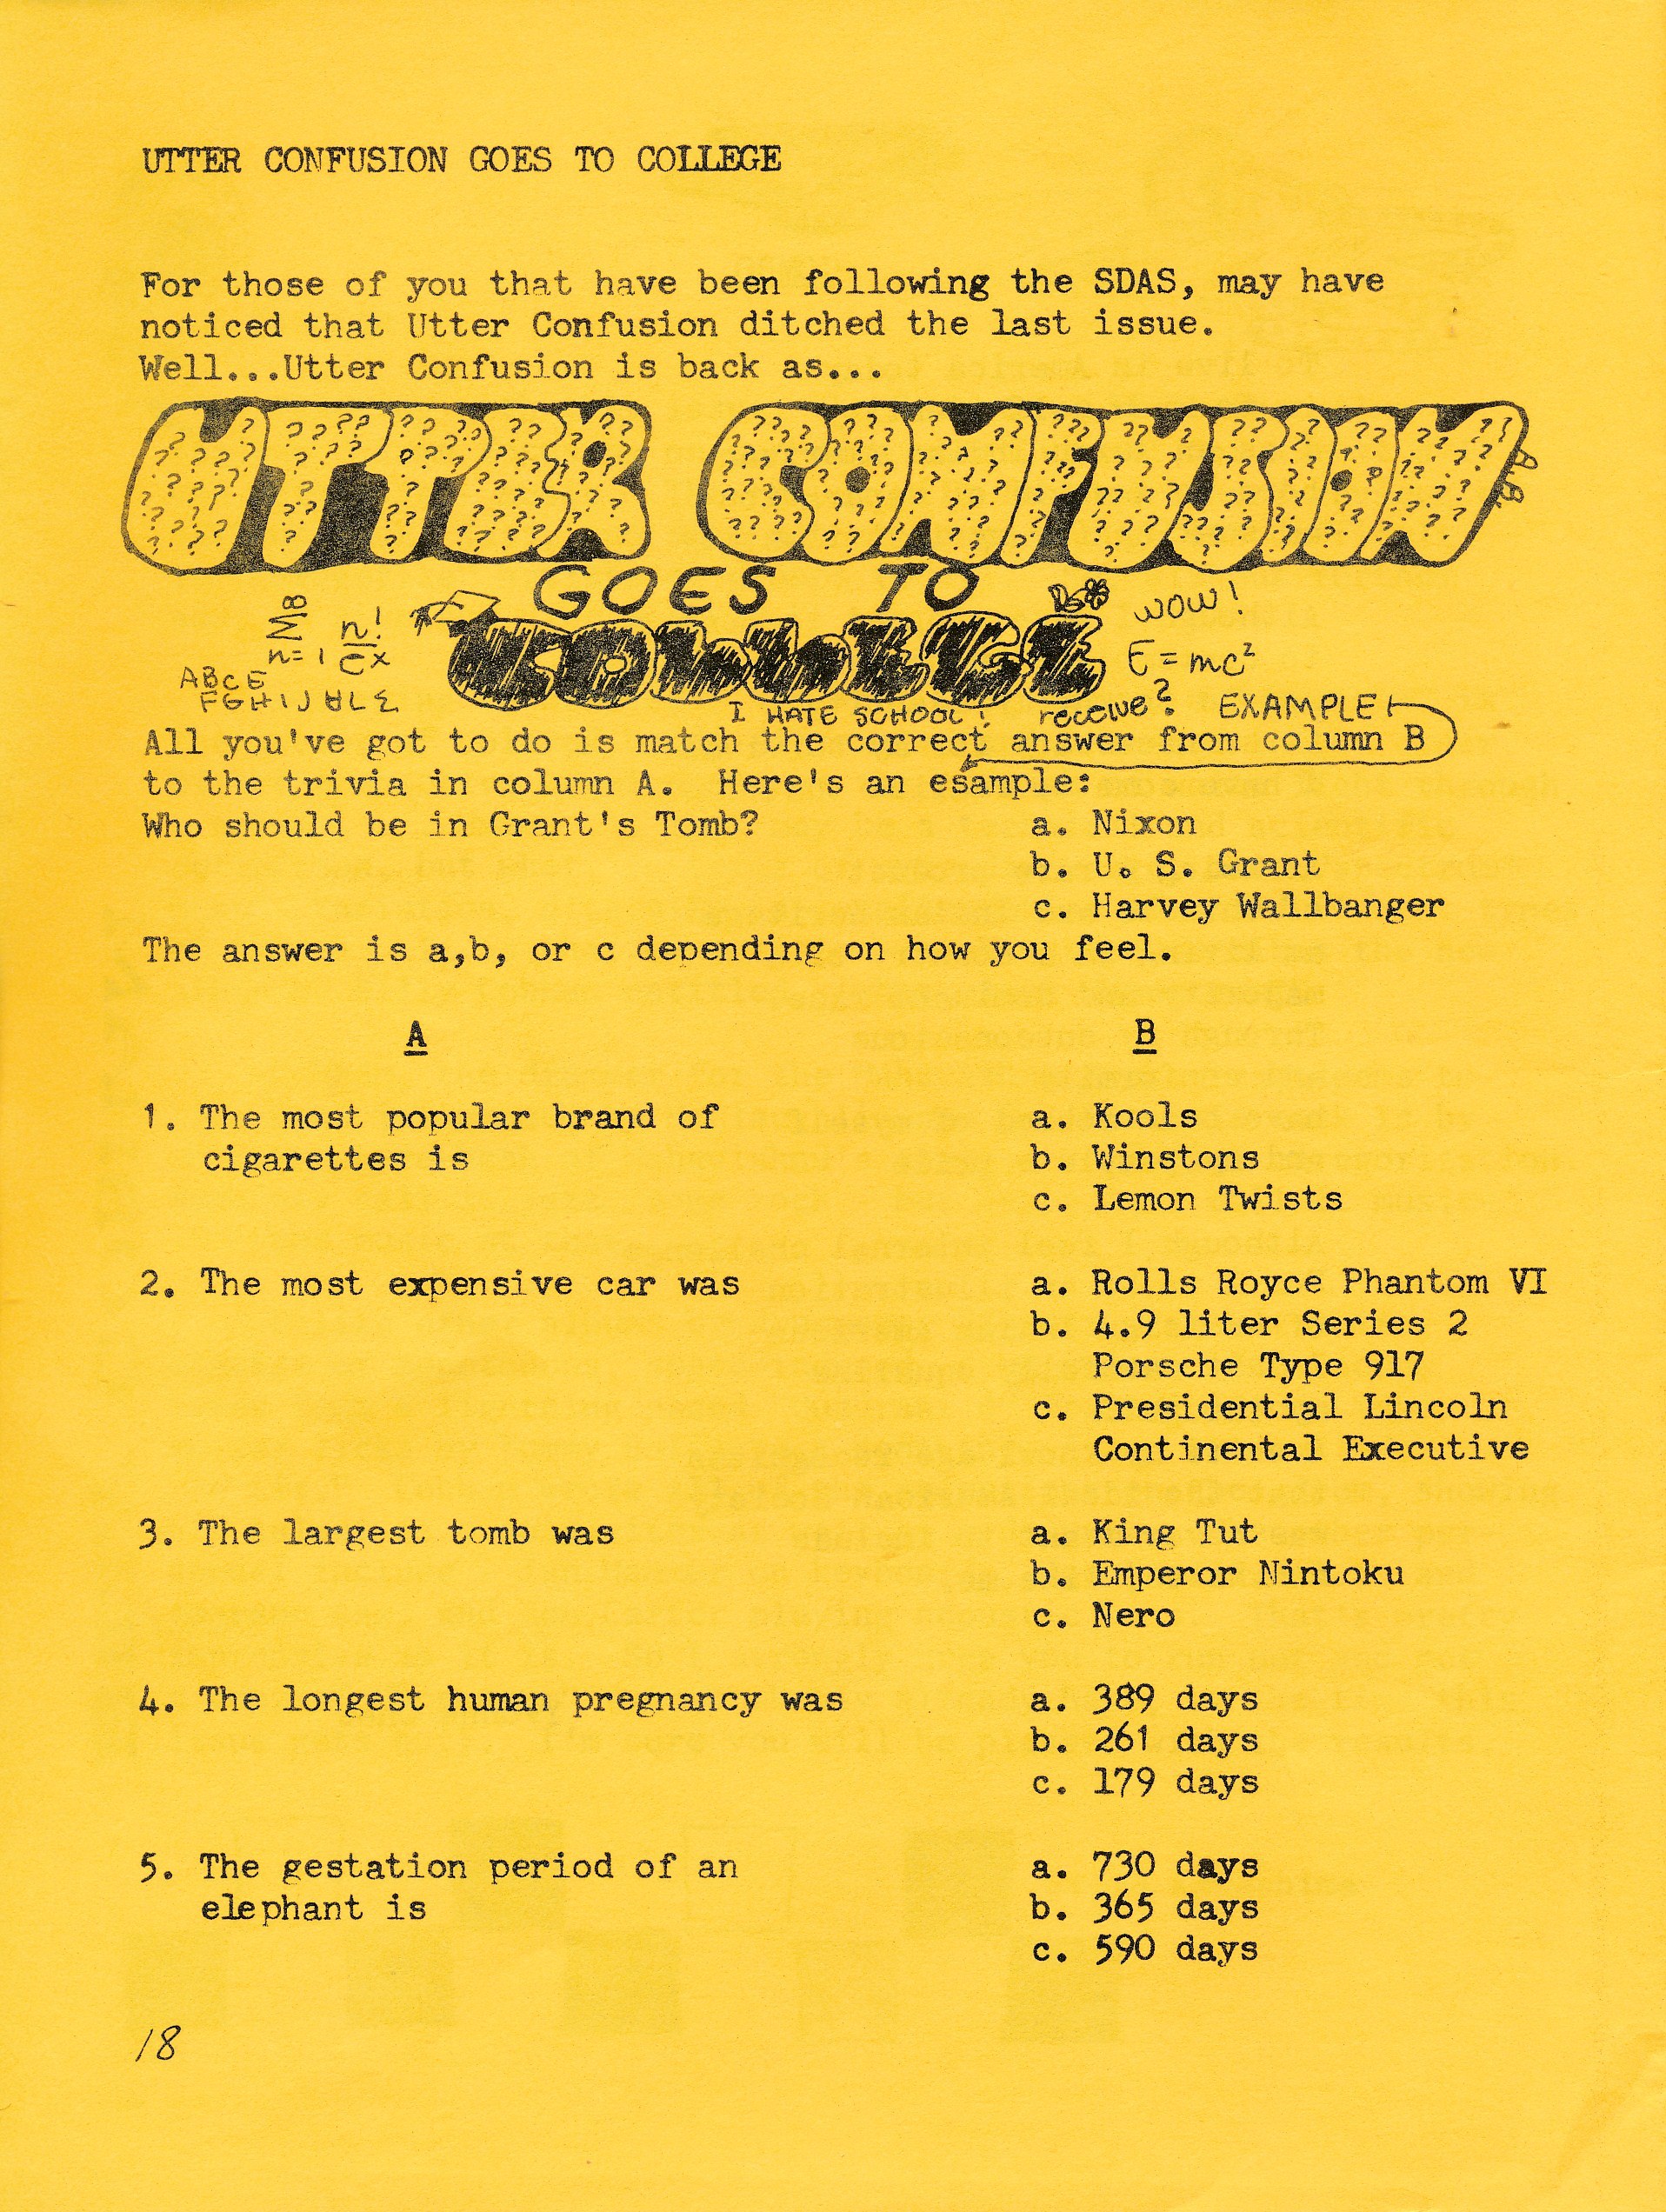 UTTER CONFUSION GOES TO COLLEGE
For those of you that have been following the SDAS, may have
noticed that Utter Confusion ditched the last issue.
Well...Utter Confusion is back as...
UTTER CONFUSION
GOES TO
COLLEGE
WOW!
∞
Σ
n=1
n!
cx
E=mc²
ABCE
FGHIJ
I HATE SCHOOL!
receive?
EXAMPLE
All you've got to do is match the correct answer from column B
to the trivia in column A. Here's an esample:
Who should be in Grant's Tomb? a. Nixon
b. U. S. Grant
c. Harvey Wallbanger
The answer is a,b, or c depending on how you feel.
A B
1. The most popular brand of a. Kools
cigarettes is b. Winstons
c. Lemon Twists
2. The most expensive car was a. Rolls Royce Phantom VI
b. 4.9 liter Series 2
Porsche Type 917
c. Presidential Lincoln
Continental Executive
3. The largest tomb was a. King Tut
b. Emperor Nintoku
c. Nero
4. The longest human pregnancy was a. 389 days
b. 261 days
c. 179 days
5. The gestation period of an a. 730 days
elephant is b. 365 days
c. 590 days
18